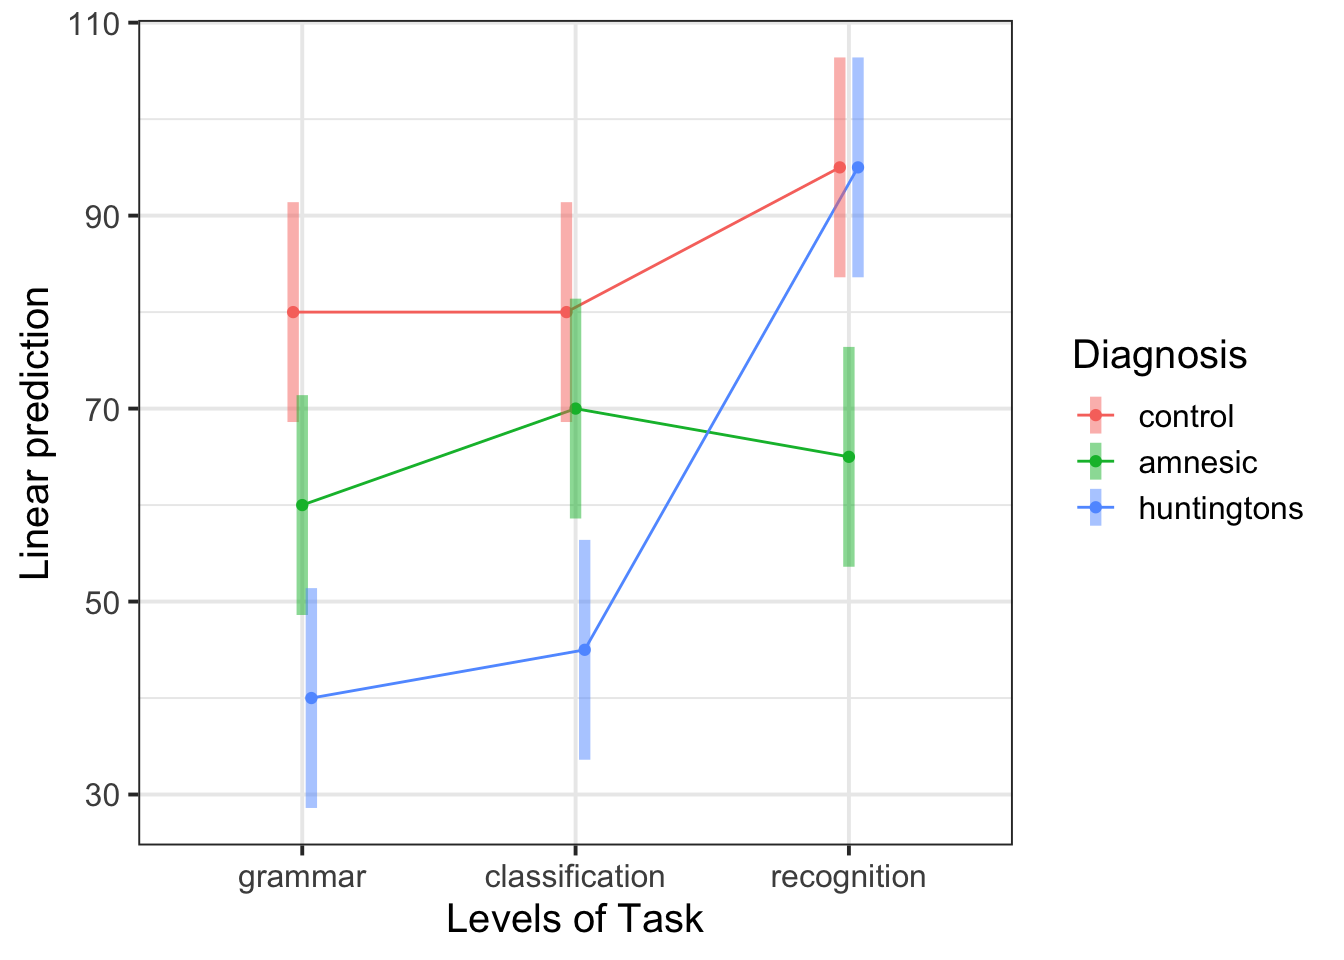 110
90
70
50
30
Linear prediction
grammar classification recognition
Levels of Task
Diagnosis
control
amnesic
huntingtons